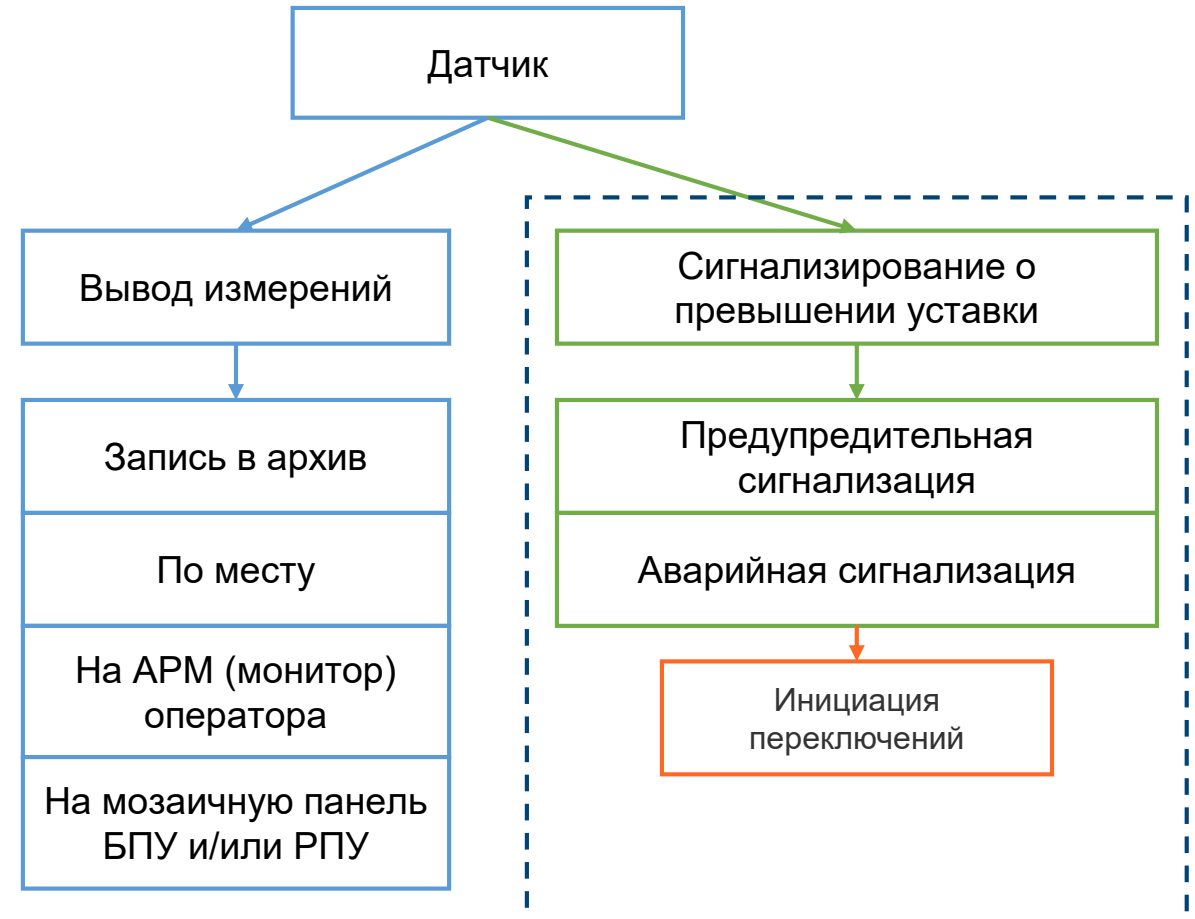 Датчик
Вывод измерений
Запись в архив
По месту
На АРМ (монитор)
оператора
На мозаичную панель
БПУ и/или РПУ
Сигнализирование о
превышении уставки
Предупредительная
сигнализация
Аварийная сигнализация
Инициация
переключений